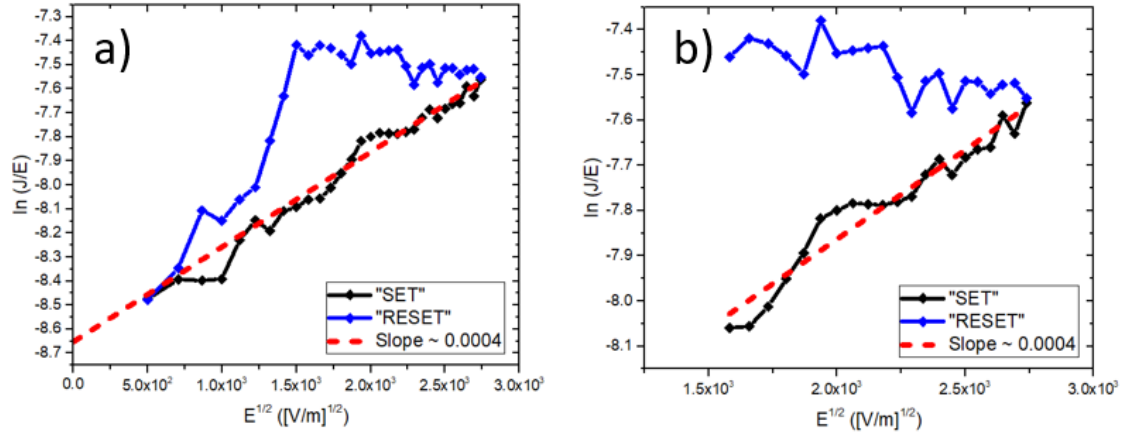 a)
ln (J/E)
-7.3
-7.4
-7.5
-7.6
-7.7
-7.8
-7.9
-8.0
-8.1
-8.2
-8.3
-8.4
-8.5
-8.6
-8.7
"SET"
"RESET"
Slope ~ 0.0004
0.0 5.0x10² 1.0x10³ 1.5x10³ 2.0x10³ 2.5x10³ 3.0x10³
E^1/2 ([V/m]^1/2)
b)
ln (J/E)
-7.4
-7.5
-7.6
-7.7
-7.8
-7.9
-8.0
-8.1
"SET"
"RESET"
Slope ~ 0.0004
1.5x10³ 2.0x10³ 2.5x10³ 3.0x10³
E^1/2 ([V/m]^1/2)